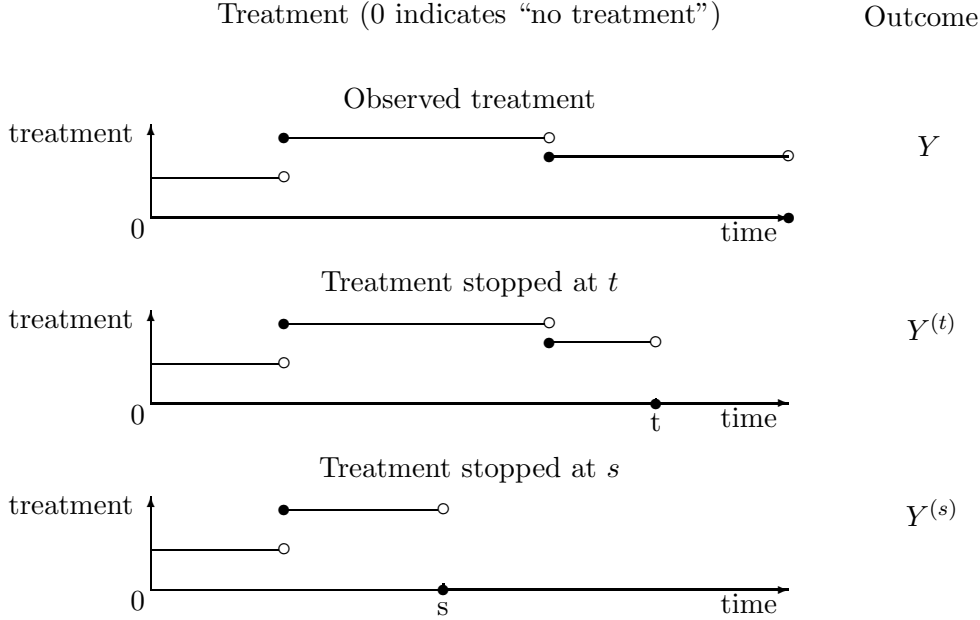 Treatment (0 indicates “no treatment”) Outcome
Observed treatment
treatment
Y
0
time
Treatment stopped at t
treatment
Y^(t)
0
t
time
Treatment stopped at s
treatment
Y^(s)
0
s
time